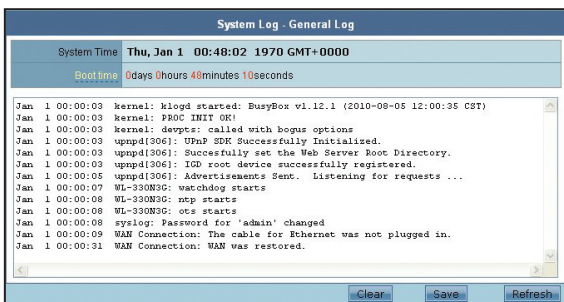 System Log - General Log
System Time Thu, Jan 1 00:48:02 1970 GMT+0000
Boot time 0days 0hours 48minutes 10seconds
Jan 1 00:00:03 kernel: klogd started: BusyBox v1.12.1 (2010-08-05 12:00:35 CST)
Jan 1 00:00:03 kernel: PROC INIT OK!
Jan 1 00:00:03 kernel: devpts: called with bogus options
Jan 1 00:00:03 upnpd[306]: UPnP SDK Successfully Initialized.
Jan 1 00:00:03 upnpd[306]: Succesfully set the Web Server Root Directory.
Jan 1 00:00:03 upnpd[306]: IGD root device successfully registered.
Jan 1 00:00:05 upnpd[306]: Advertisements Sent. Listening for requests ...
Jan 1 00:00:07 WL-330N3G: watchdog starts
Jan 1 00:00:08 WL-330N3G: ntp starts
Jan 1 00:00:08 WL-330N3G: ots starts
Jan 1 00:00:08 syslog: Password for 'admin' changed
Jan 1 00:00:09 WAN Connection: The cable for Ethernet was not plugged in.
Jan 1 00:00:31 WAN Connection: WAN was restored.
Clear Save Refresh